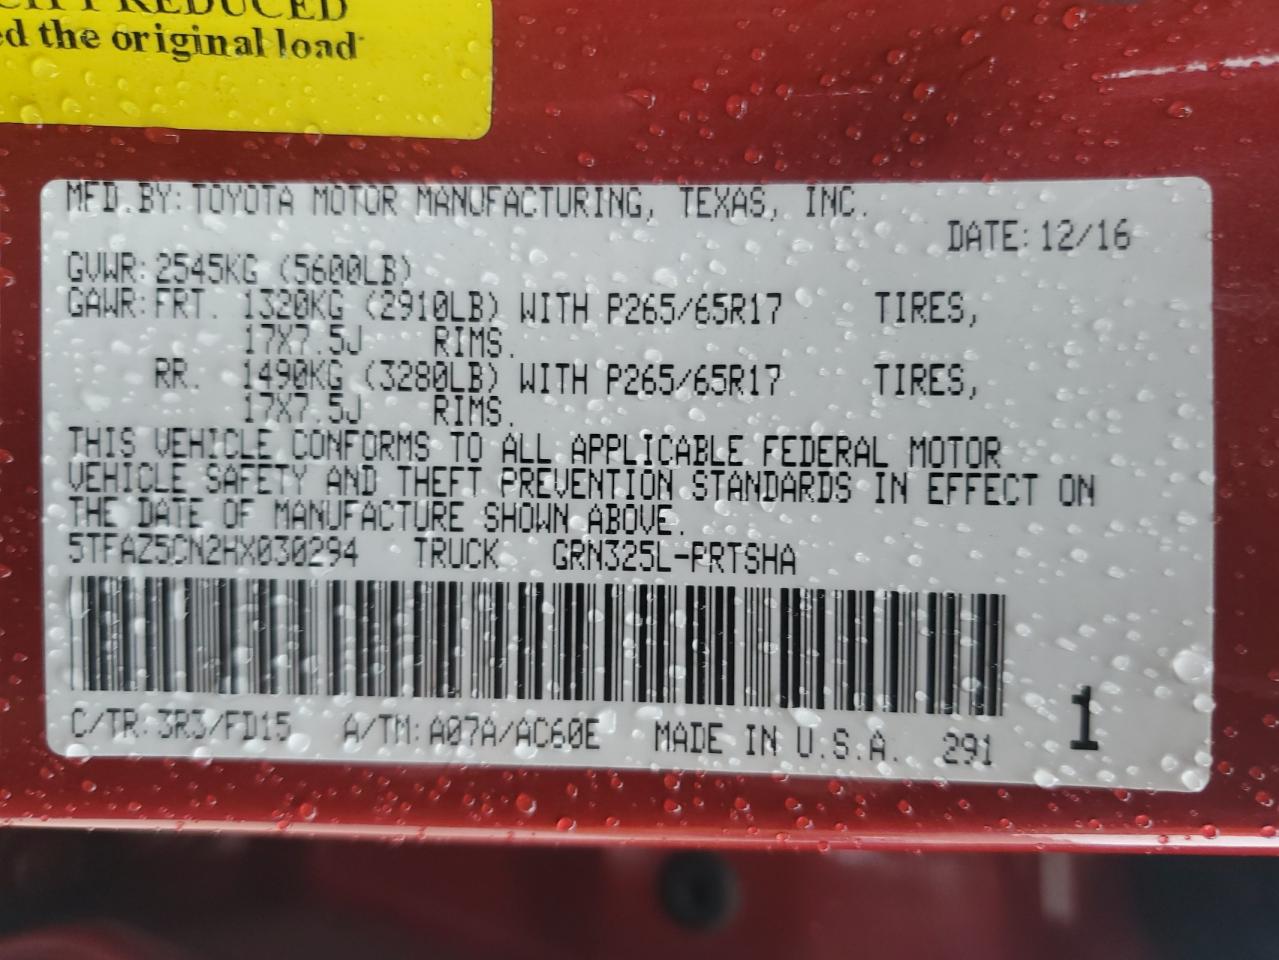 REDUCED
ed the original load
MFD.BY: TOYOTA MOTOR MANUFACTURING, TEXAS, INC.
DATE: 12/16
GVWR: 2545KG (5600LB)
GAWR: FRT. 1320KG (2910LB) WITH P265/65R17 TIRES,
17X7.5J RIMS.
RR. 1490KG (3280LB) WITH P265/65R17 TIRES,
17X7.5J RIMS.
THIS VEHICLE CONFORMS TO ALL APPLICABLE FEDERAL MOTOR
VEHICLE SAFETY AND THEFT PREVENTION STANDARDS IN EFFECT ON
THE DATE OF MANUFACTURE SHOWN ABOVE.
5TFAZ5CN2HX030294 TRUCK GRN325L-PRTSHA
C/TR: 3R3/FD15 A/TM: A07A/AC60E MADE IN U.S.A. 291 1